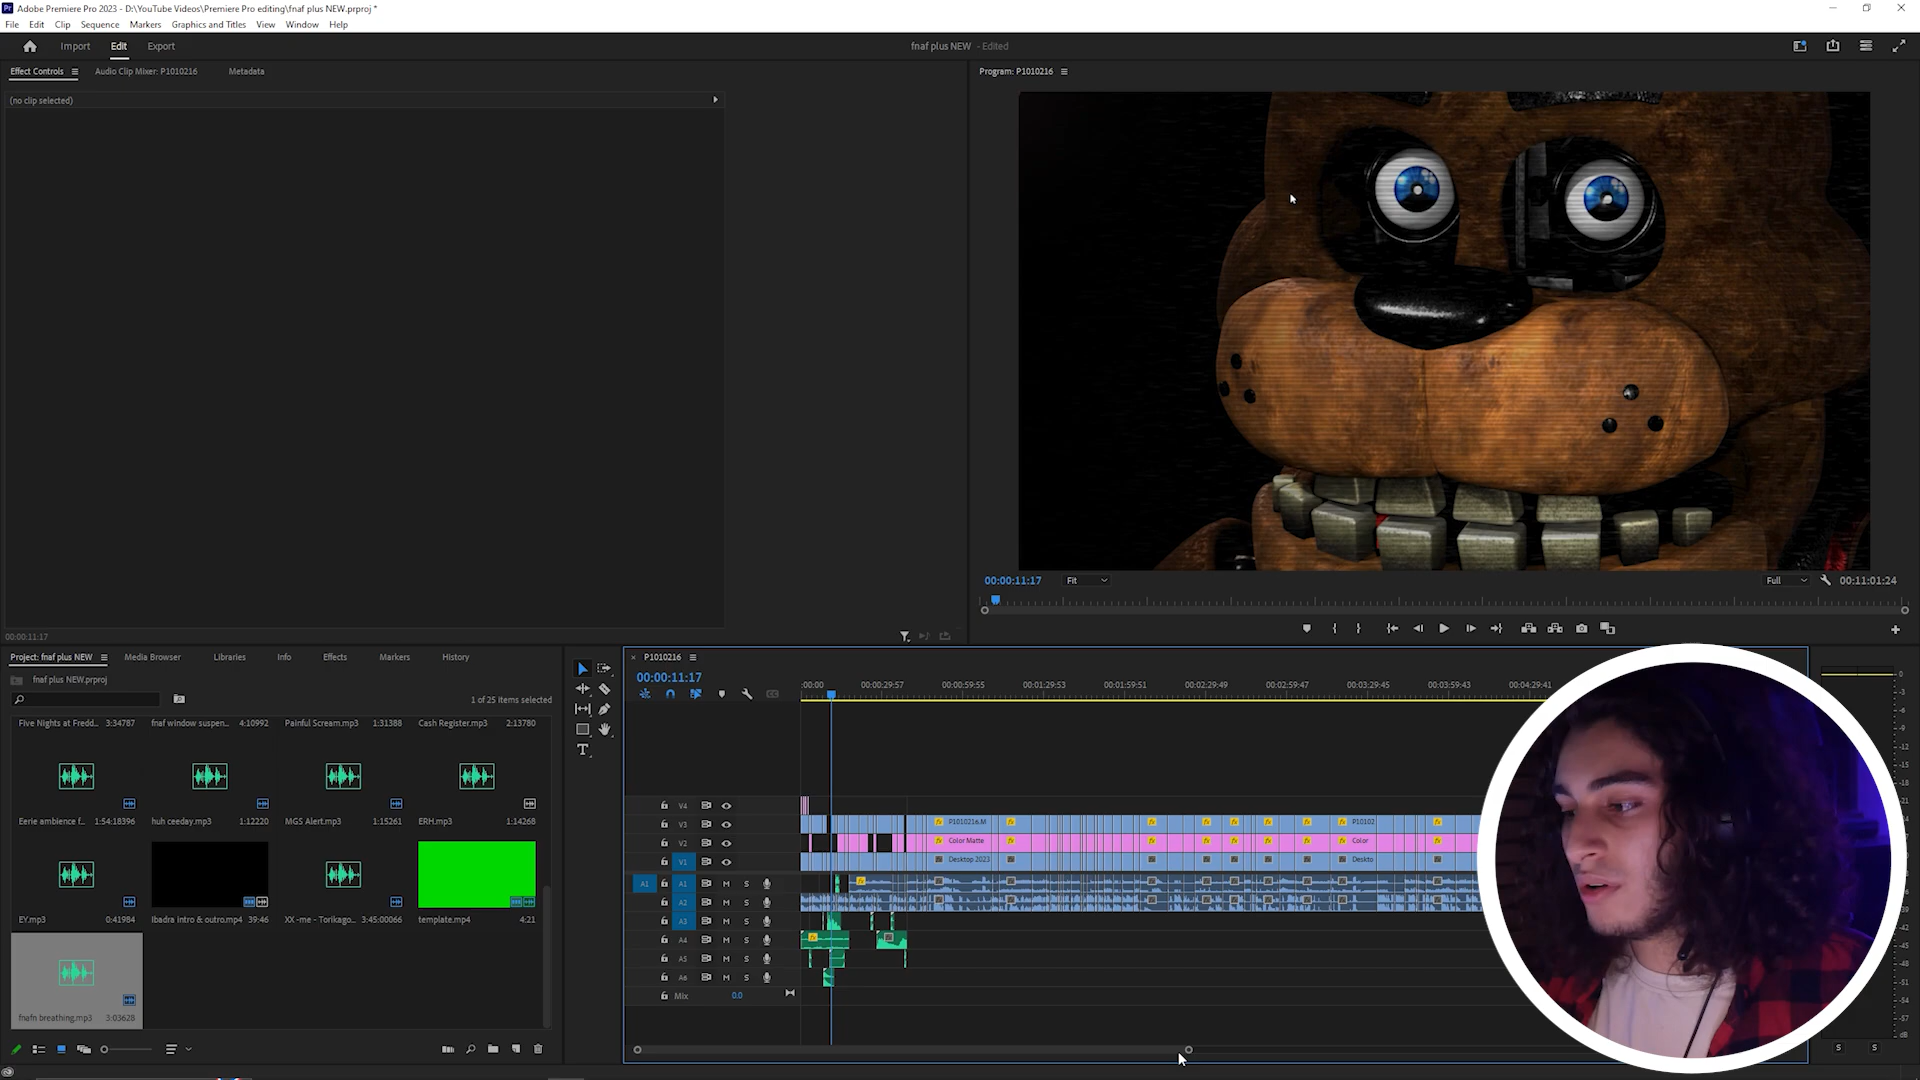 Adobe Premiere Pro 2023 - D:\YouTube Videos\Premiere Pro editing\fnaf plus NEW.prproj *
File Edit Clip Sequence Markers Graphics and Titles View Window Help
Import Edit Export
fnaf plus NEW - Edited
Effect Controls Audio Clip Mixer: P1010216 Metadata
Program: P1010216
(no clip selected)
00:00:11:17 Fit Full 00:11:01:24
00:00:11:17
Project: fnaf plus NEW Media Browser Libraries Info Effects Markers History
fnaf plus NEW.prproj
1 of 25 items selected
Five Nights at Fredd... 3:34787 fnaf window suspen... 4:10992 Painful Scream.mp3 1:31388 Cash Register.mp3 2:13780
Eerie ambience f... 1:54:18396 huh ceeday.mp3 1:12220 MGS Alert.mp3 1:15261 ERH.mp3 1:14268
EY.mp3 0:41984 Ibadra Intro & outro.mp4 39:46 XX -me - Torikago... 3:45:00066 template.mp4 4:21
fnafn breathing.mp3 3:03628
P1010216
00:00:11:17
:00:00 00:00:29:57 00:00:59:55 00:01:29:53 00:01:59:51 00:02:29:49 00:02:59:47 00:03:29:45 00:03:59:43 00:04:29:41
V4
V3 P1010216.M P10102
V2 Color Matte Color
V1 Desktop 2023 Deskto
A1 A1 M S
A2 M S
A3 M S
A4 M S
A5 M S
A6 M S
Mix 0.0
0
-3
S S